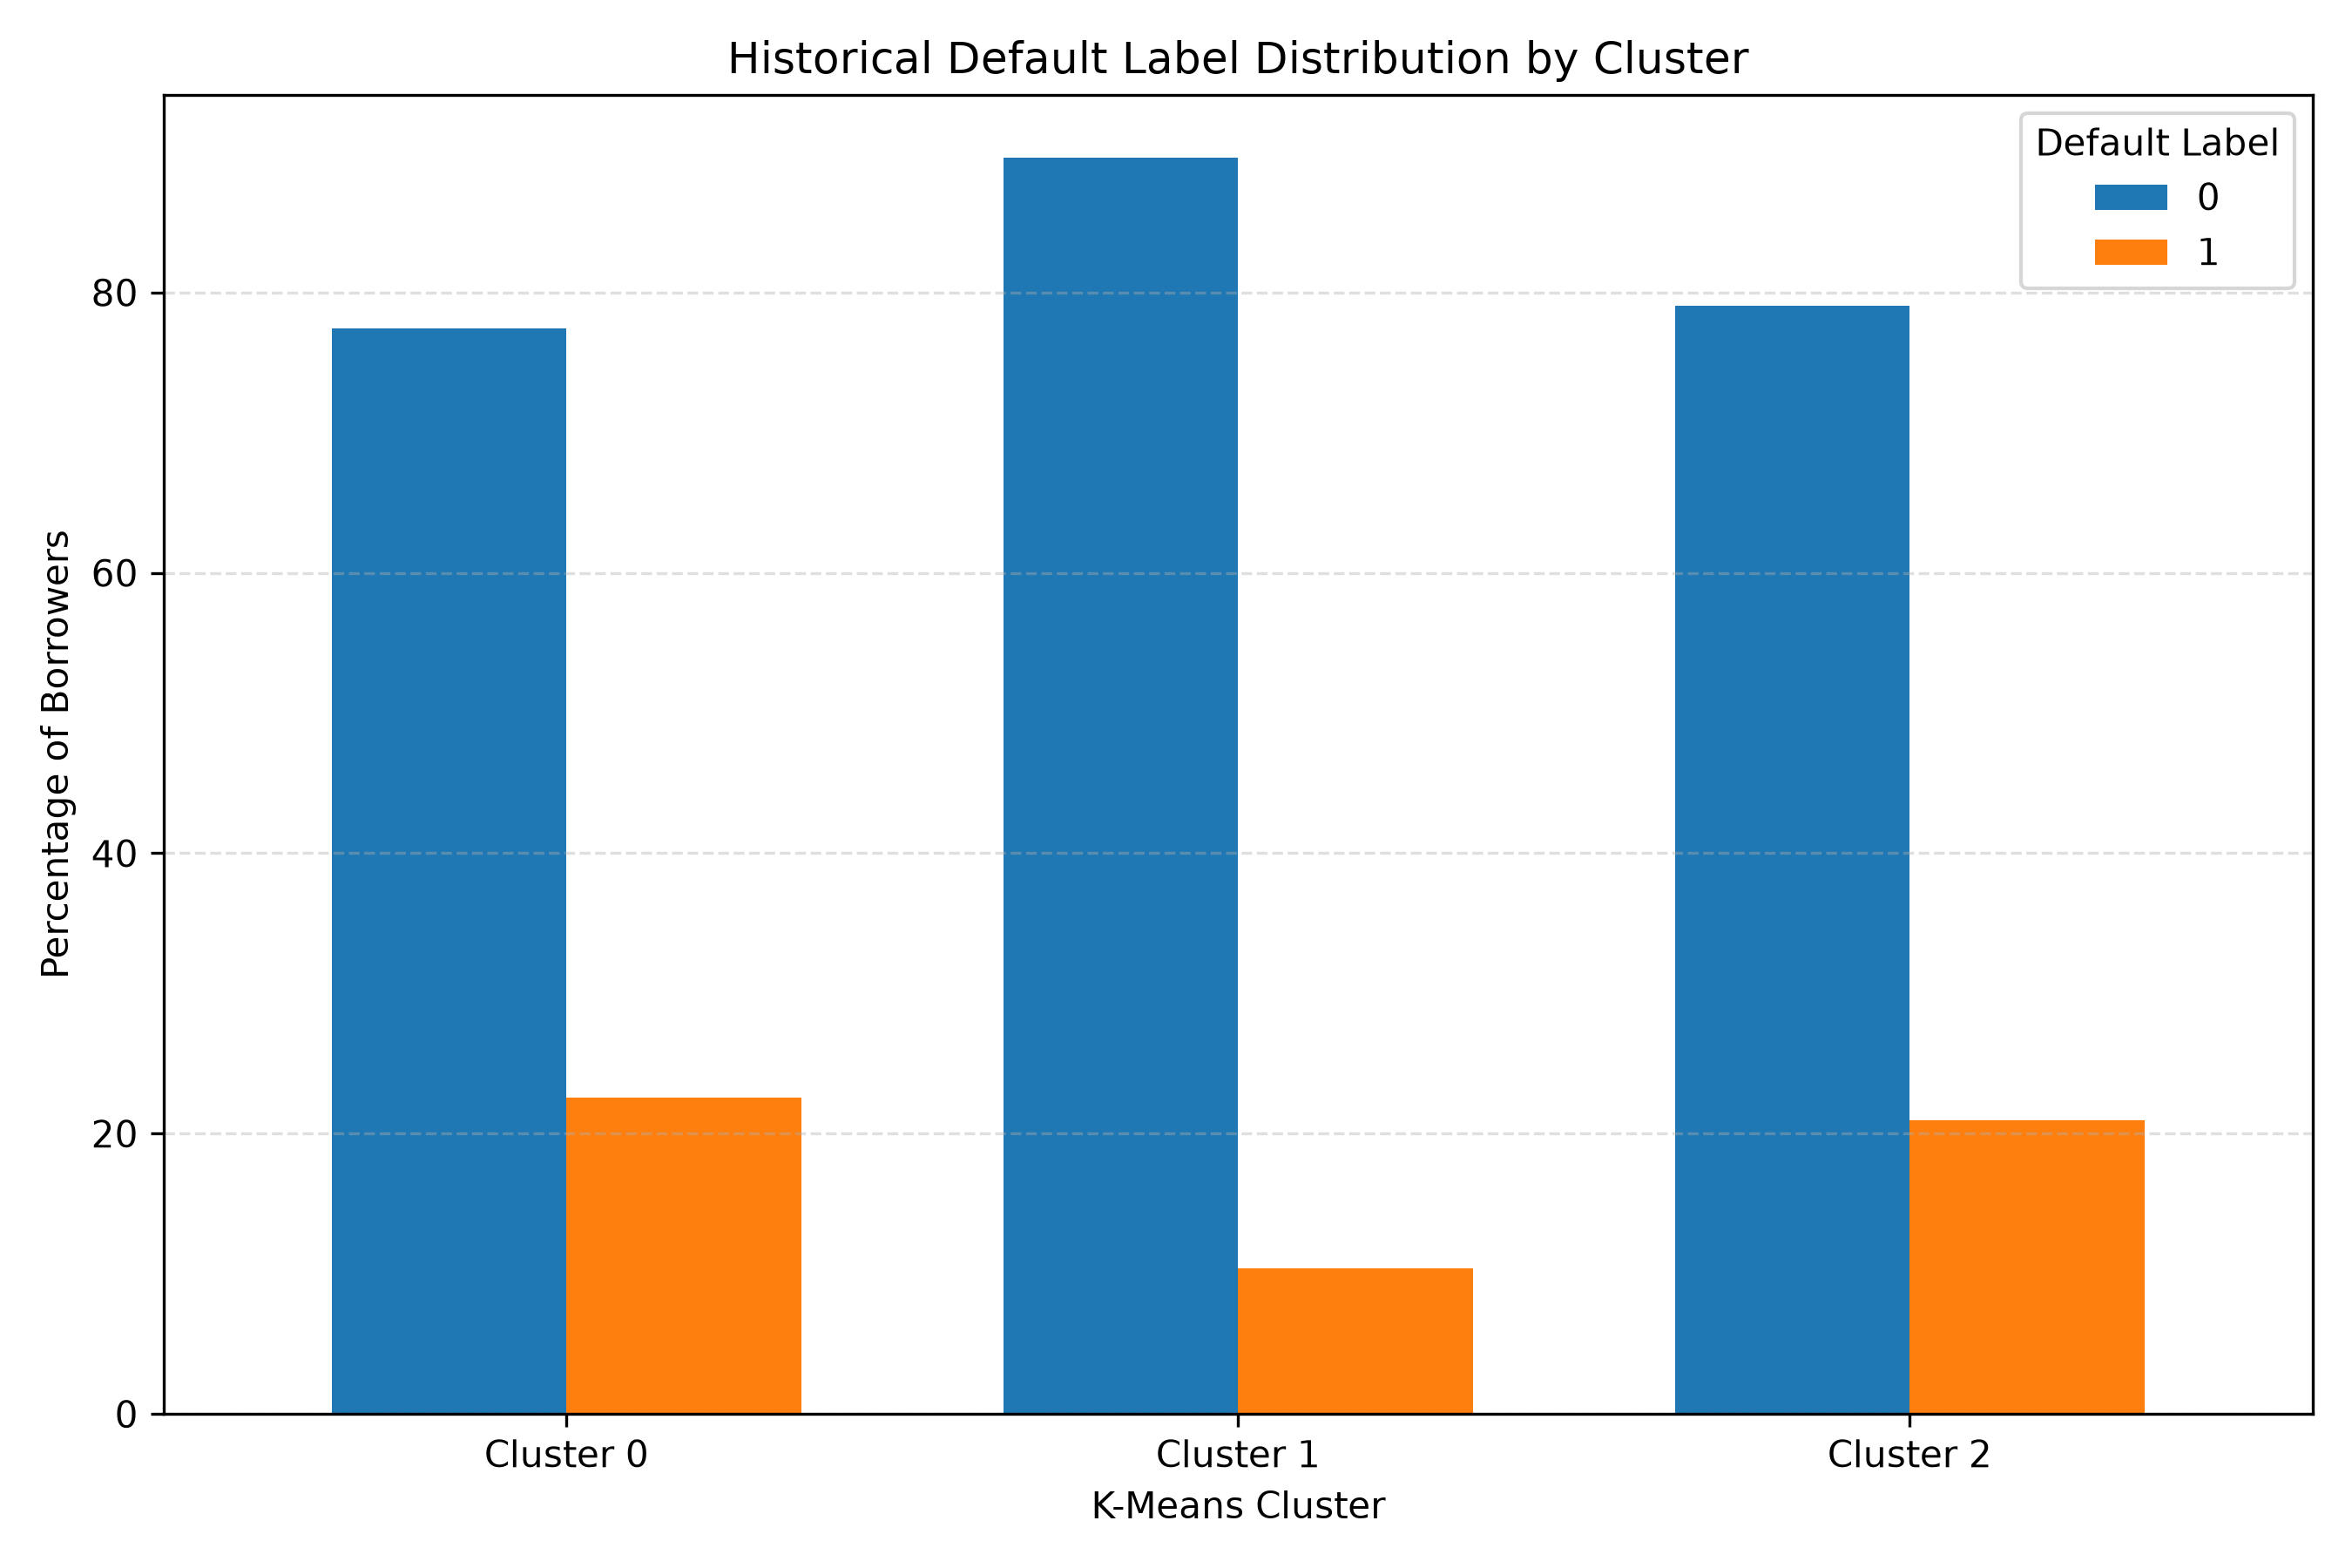 Historical Default Label Distribution by Cluster
Default Label
0
1
Percentage of Borrowers
80
60
40
20
0
Cluster 0
Cluster 1
Cluster 2
K-Means Cluster